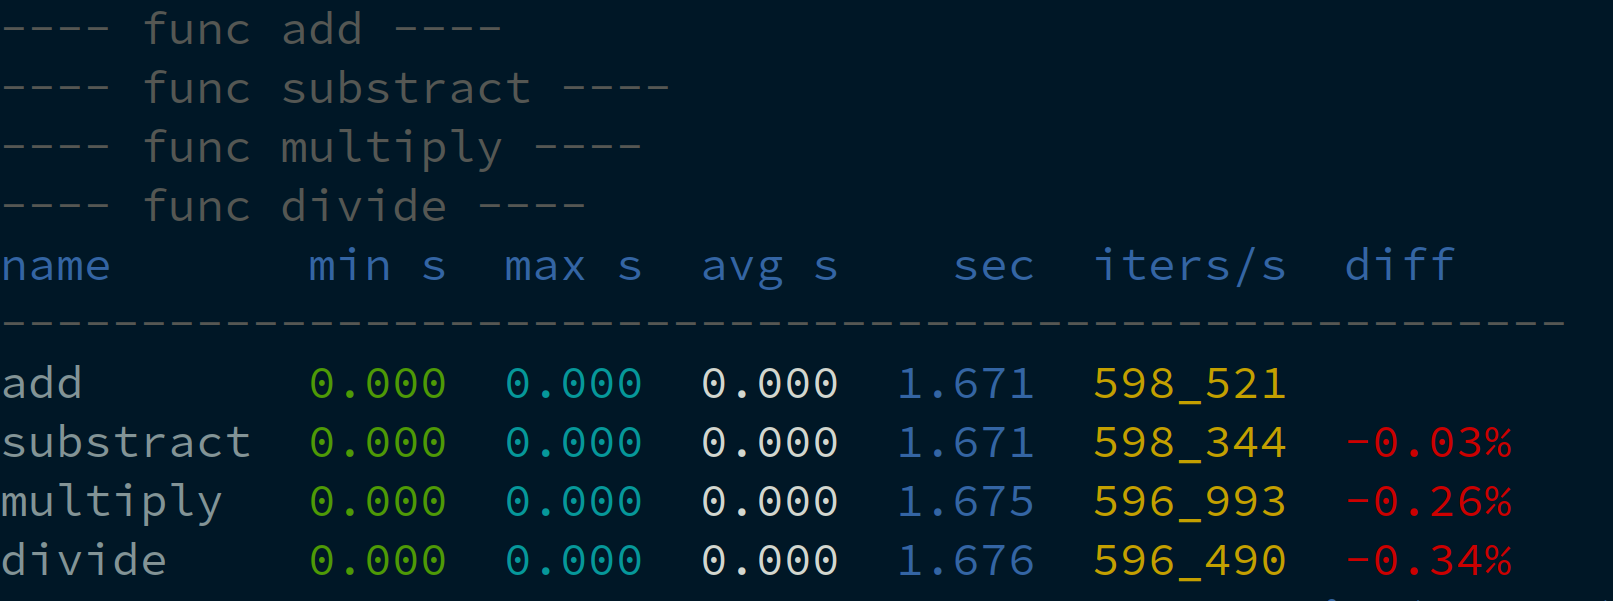 ---- func add ----
---- func substract ----
---- func multiply ----
---- func divide ----
name       min s  max s  avg s    sec  iters/s  diff
--------------------------------------------------------
add        0.000  0.000  0.000  1.671  598_521
substract  0.000  0.000  0.000  1.671  598_344  -0.03%
multiply   0.000  0.000  0.000  1.675  596_993  -0.26%
divide     0.000  0.000  0.000  1.676  596_490  -0.34%